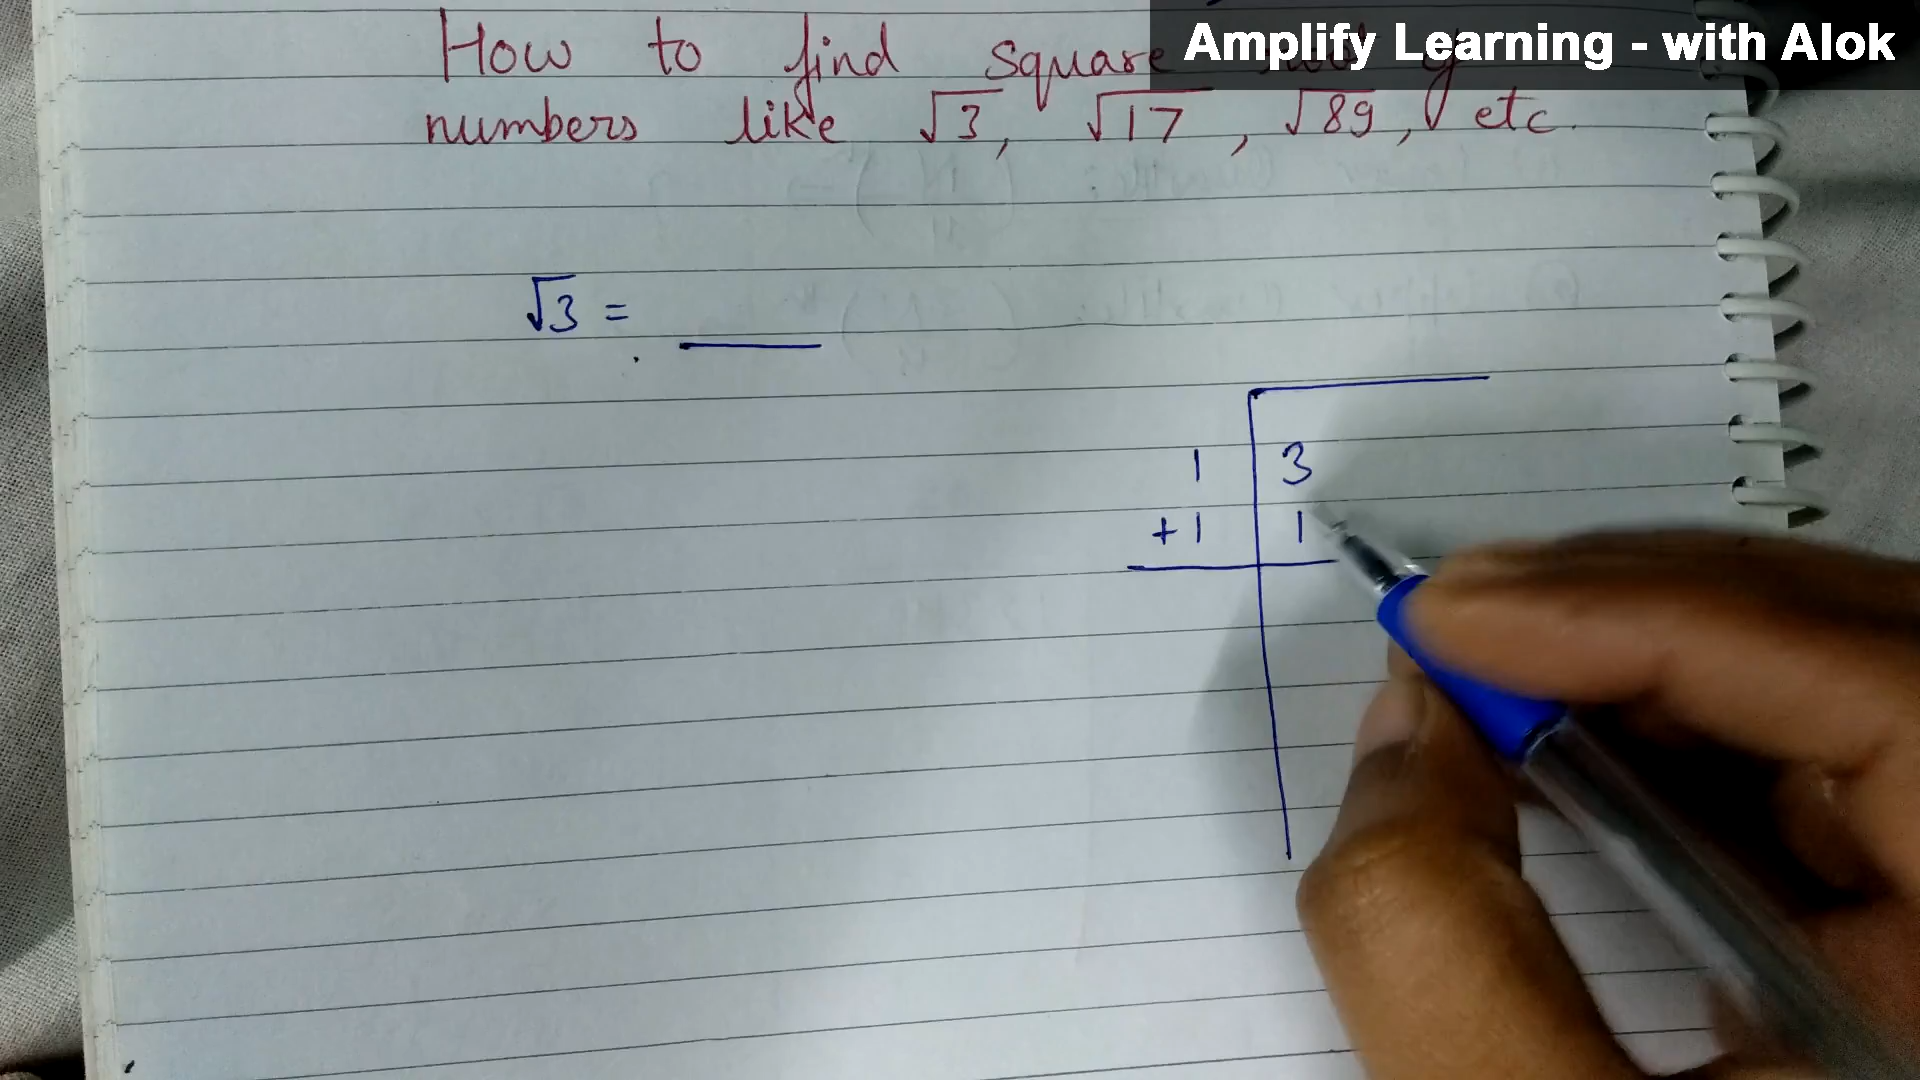 Amplify Learning - with Alok
How to find square
numbers like √3, √17, √89, etc.
√3 = ____
1 3
+1 1